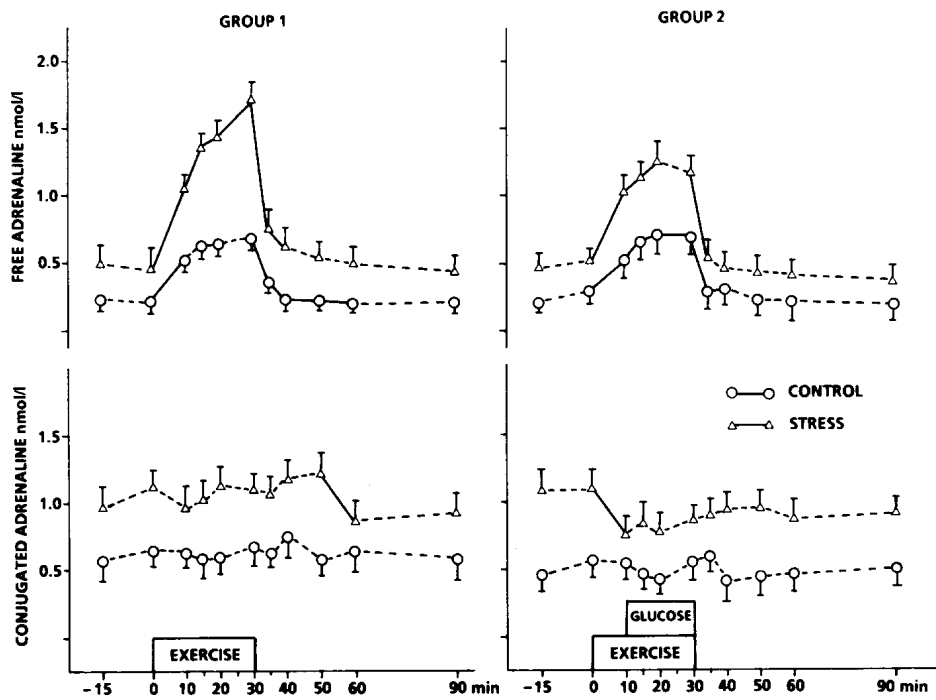 GROUP 1
GROUP 2
FREE ADRENALINE nmol/l
2.0
1.5
1.0
0.5
CONJUGATED ADRENALINE nmol/l
1.5
1.0
0.5
CONTROL
STRESS
EXERCISE
GLUCOSE
EXERCISE
-15 0 10 20 30 40 50 60 90 min
-15 0 10 20 30 40 50 60 90 min